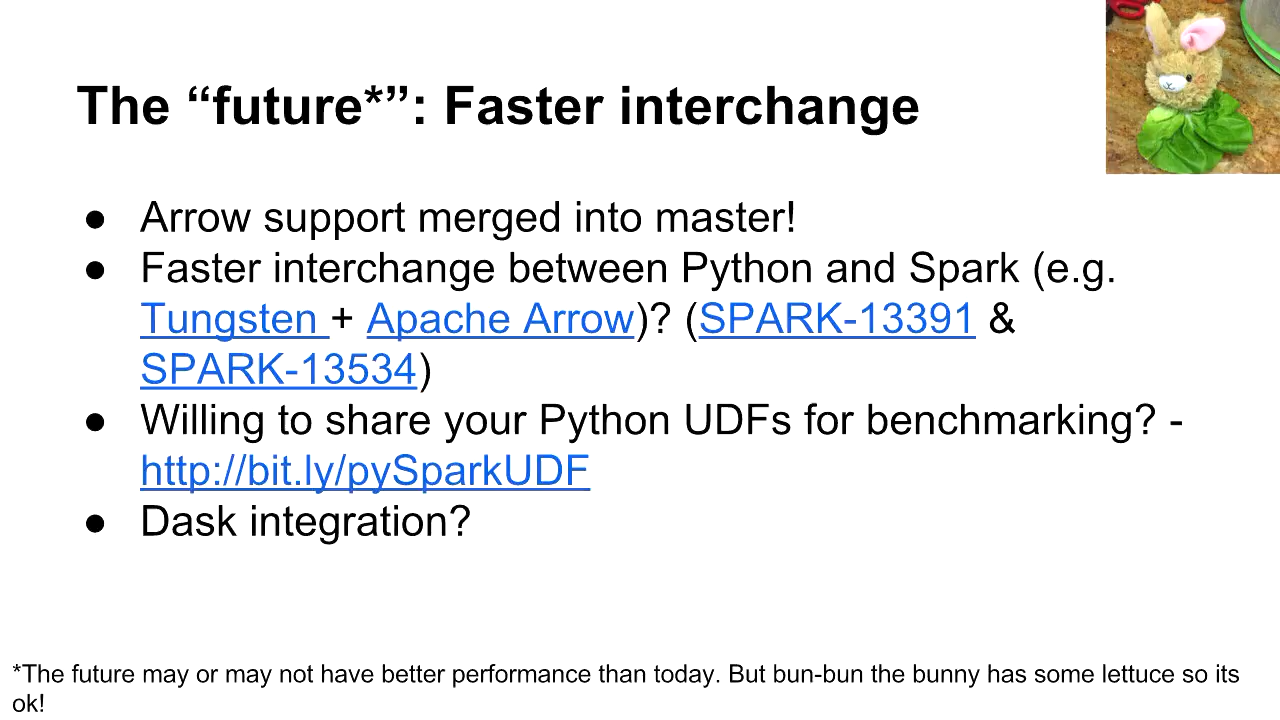 The “future*”: Faster interchange
● Arrow support merged into master!
● Faster interchange between Python and Spark (e.g.
Tungsten + Apache Arrow)? (SPARK-13391 &
SPARK-13534)
● Willing to share your Python UDFs for benchmarking? -
http://bit.ly/pySparkUDF
● Dask integration?
*The future may or may not have better performance than today. But bun-bun the bunny has some lettuce so its
ok!